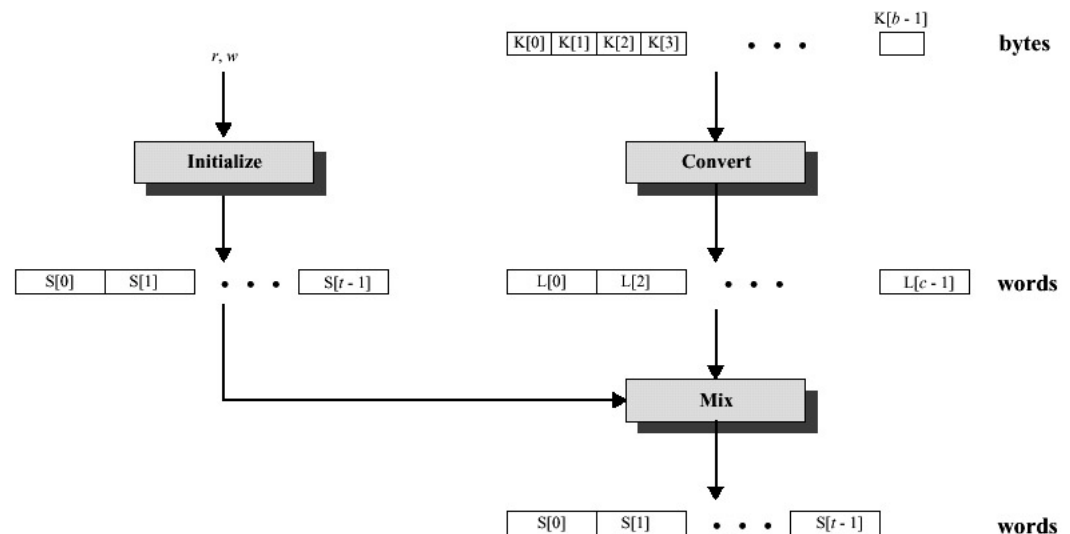 K[b - 1]
K[0] K[1] K[2] K[3] • • • bytes
r, w
Initialize Convert
S[0] S[1] • • • S[t - 1] L[0] L[2] • • • L[c - 1] words
Mix
S[0] S[1] • • • S[t - 1] words